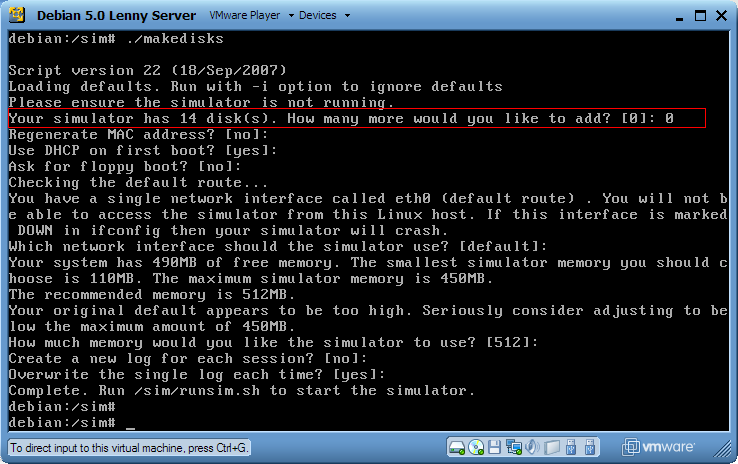 Debian 5.0 Lenny Server VMware Player Devices
debian:/sim# ./makedisks
Script version 22 (18/Sep/2007)
Loading defaults. Run with -i option to ignore defaults
Please ensure the simulator is not running.
Your simulator has 14 disk(s). How many more would you like to add? [0]: 0
Regenerate MAC address? [no]:
Use DHCP on first boot? [yes]:
Ask for floppy boot? [no]:
Checking the default route...
You have a single network interface called eth0 (default route) . You will not b
e able to access the simulator from this Linux host. If this interface is marked
 DOWN in ifconfig then your simulator will crash.
Which network interface should the simulator use? [default]:
Your system has 490MB of free memory. The smallest simulator memory you should c
hoose is 110MB. The maximum simulator memory is 450MB.
The recommended memory is 512MB.
Your original default appears to be too high. Seriously consider adjusting to be
low the maximum amount of 450MB.
How much memory would you like the simulator to use? [512]:
Create a new log for each session? [no]:
Overwrite the single log each time? [yes]:
Complete. Run /sim/runsim.sh to start the simulator.
debian:/sim#
debian:/sim# _
To direct input to this virtual machine, press Ctrl+G.
vmware